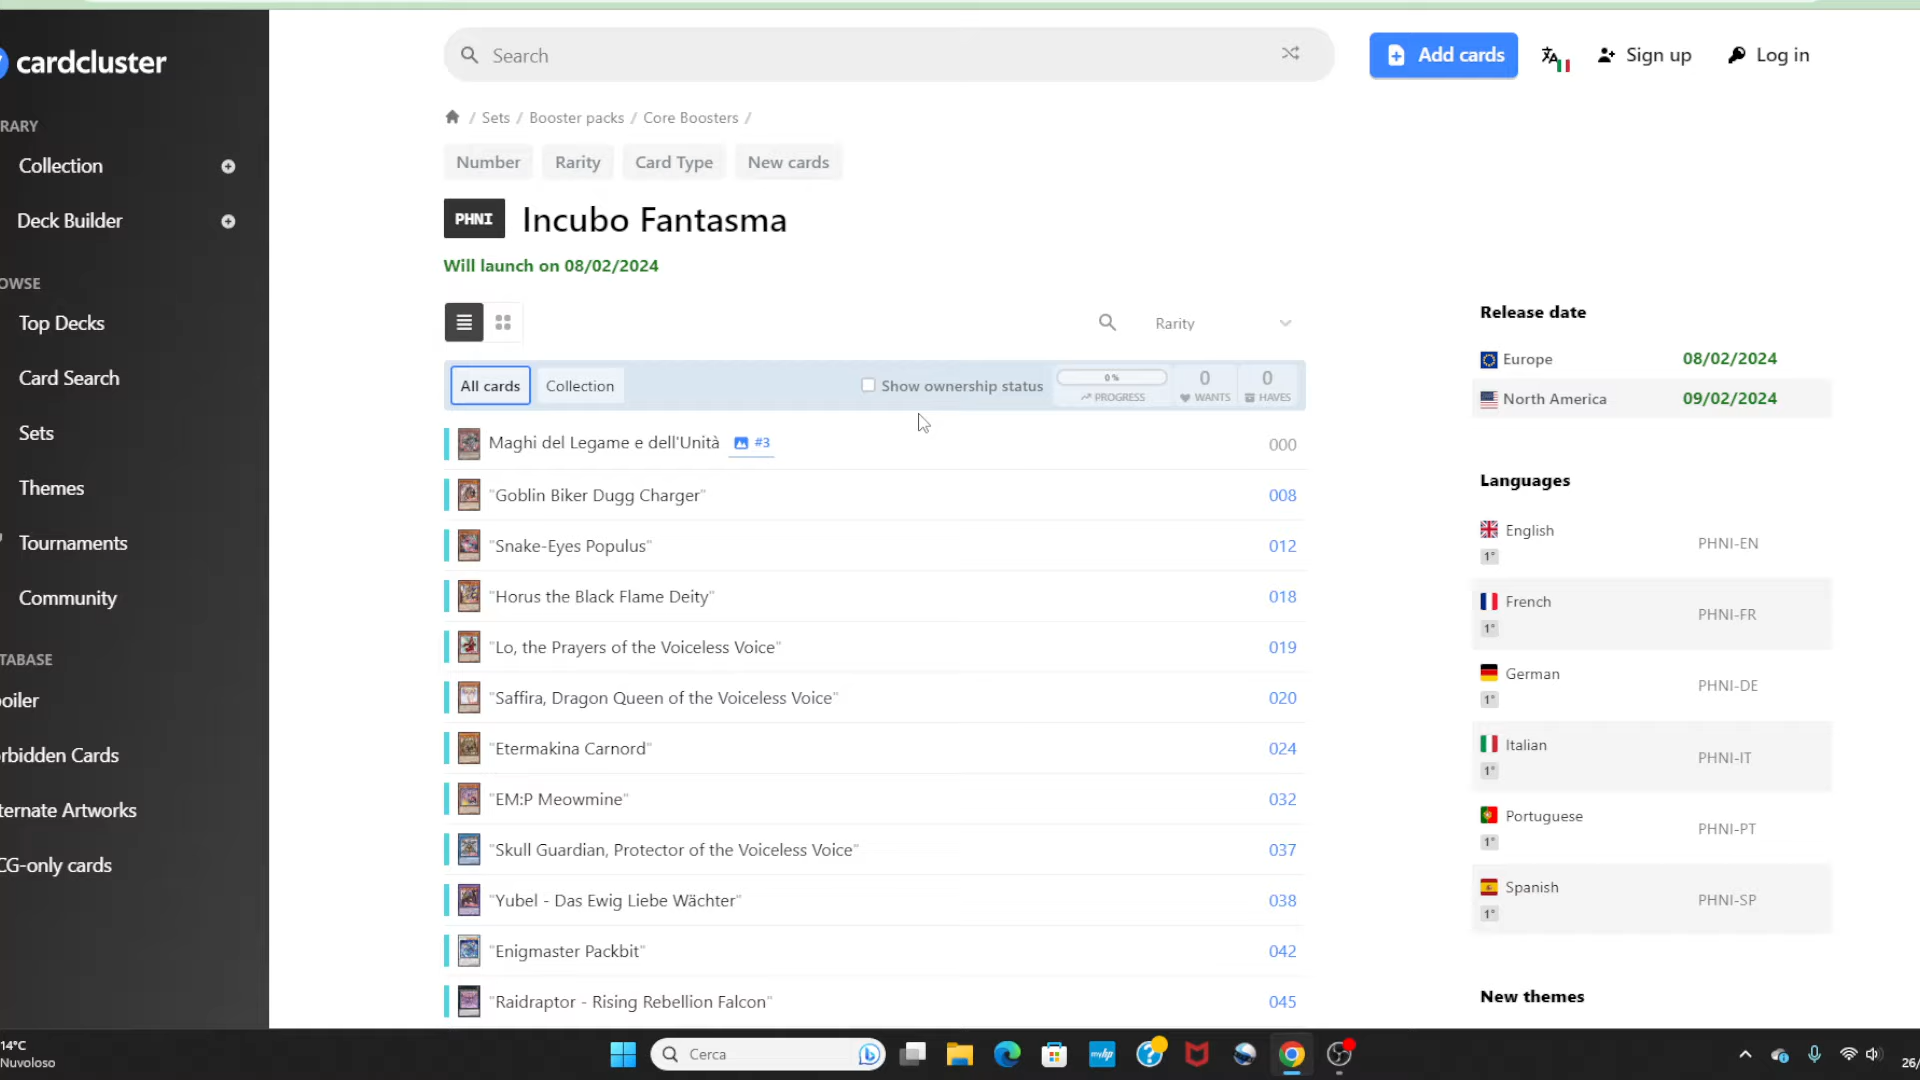 cardcluster
Search
Add cards
Sign up
Log in
RARY
Collection
Deck Builder
OWSE
Top Decks
Card Search
Sets
Themes
Tournaments
Community
TABASE
oiler
rbidden Cards
ternate Artworks
CG-only cards
/ Sets / Booster packs / Core Boosters /
Number Rarity Card Type New cards
PHNI Incubo Fantasma
Will launch on 08/02/2024
Rarity
All cards Collection Show ownership status 0 % PROGRESS 0 WANTS 0 HAVES
Maghi del Legame e dell'Unità #3 000
"Goblin Biker Dugg Charger" 008
"Snake-Eyes Populus" 012
"Horus the Black Flame Deity" 018
"Lo, the Prayers of the Voiceless Voice" 019
"Saffira, Dragon Queen of the Voiceless Voice" 020
"Etermakina Carnord" 024
"EM:P Meowmine" 032
"Skull Guardian, Protector of the Voiceless Voice" 037
"Yubel - Das Ewig Liebe Wächter" 038
"Enigmaster Packbit" 042
"Raidraptor - Rising Rebellion Falcon" 045
Release date
Europe 08/02/2024
North America 09/02/2024
Languages
English PHNI-EN
1°
French PHNI-FR
1°
German PHNI-DE
1°
Italian PHNI-IT
1°
Portuguese PHNI-PT
1°
Spanish PHNI-SP
1°
New themes
14°C
Nuvoloso
Cerca
myhp
26/